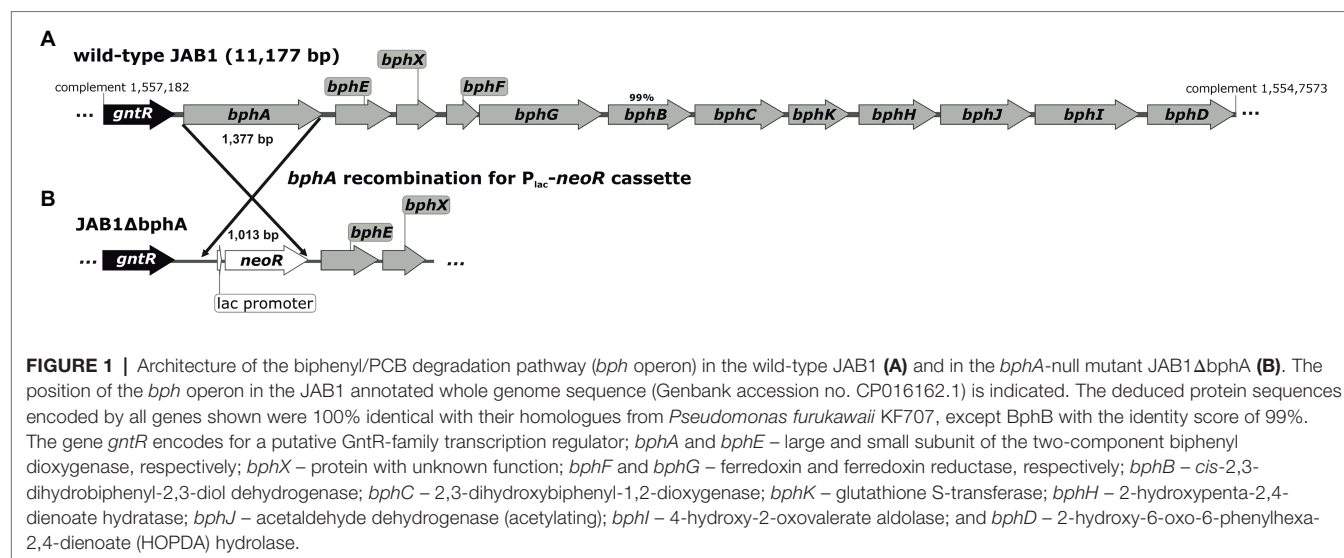 A
wild-type JAB1 (11,177 bp)
bphX
complement 1,557,182
bphE
bphF
99%
complement 1,554,7573
... gntR bphA bphG bphB bphC bphK bphH bphJ bphI bphD ...
1,377 bp
bphA recombination for Plac-neoR cassette
B
JAB1ΔbphA
bphX
1,013 bp
bphE
... gntR neoR ...
lac promoter
FIGURE 1 | Architecture of the biphenyl/PCB degradation pathway (bph operon) in the wild-type JAB1 (A) and in the bphA-null mutant JAB1ΔbphA (B). The
position of the bph operon in the JAB1 annotated whole genome sequence (Genbank accession no. CP016162.1) is indicated. The deduced protein sequences
encoded by all genes shown were 100% identical with their homologues from Pseudomonas furukawaii KF707, except BphB with the identity score of 99%.
The gene gntR encodes for a putative GntR-family transcription regulator; bphA and bphE – large and small subunit of the two-component biphenyl
dioxygenase, respectively; bphX – protein with unknown function; bphF and bphG – ferredoxin and ferredoxin reductase, respectively; bphB – cis-2,3-
dihydrobiphenyl-2,3-diol dehydrogenase; bphC – 2,3-dihydroxybiphenyl-1,2-dioxygenase; bphK – glutathione S-transferase; bphH – 2-hydroxypenta-2,4-
dienoate hydratase; bphJ – acetaldehyde dehydrogenase (acetylating); bphI – 4-hydroxy-2-oxovalerate aldolase; and bphD – 2-hydroxy-6-oxo-6-phenylhexa-
2,4-dienoate (HOPDA) hydrolase.